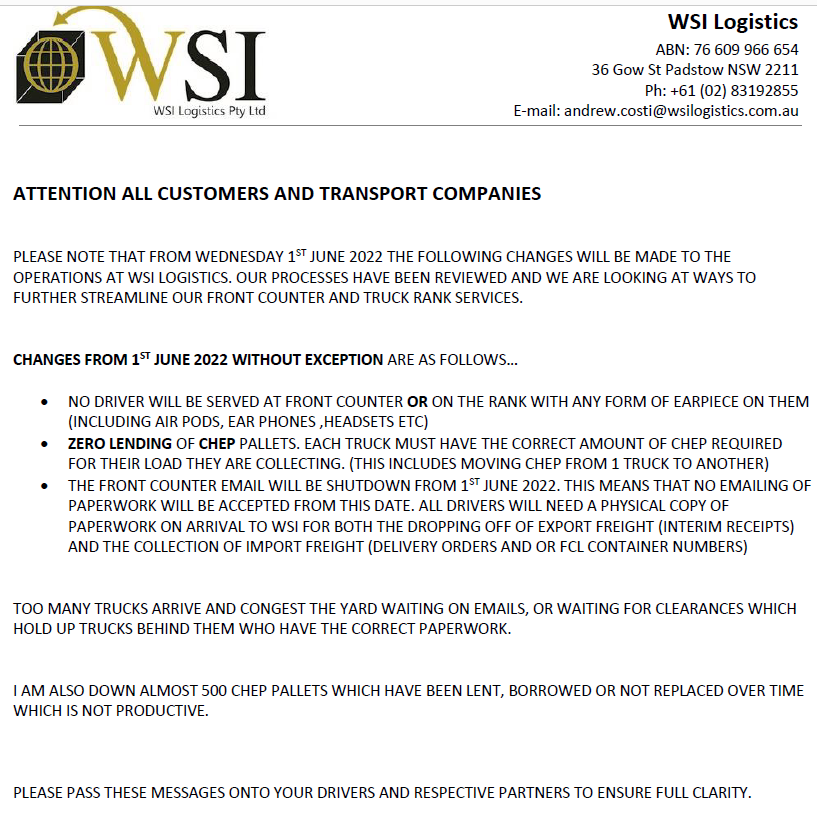 WSI
WSI Logistics Pty Ltd
WSI Logistics
ABN: 76 609 966 654
36 Gow St Padstow NSW 2211
Ph: +61 (02) 83192855
E-mail: andrew.costi@wsilogistics.com.au
ATTENTION ALL CUSTOMERS AND TRANSPORT COMPANIES
PLEASE NOTE THAT FROM WEDNESDAY 1ST JUNE 2022 THE FOLLOWING CHANGES WILL BE MADE TO THE
OPERATIONS AT WSI LOGISTICS. OUR PROCESSES HAVE BEEN REVIEWED AND WE ARE LOOKING AT WAYS TO
FURTHER STREAMLINE OUR FRONT COUNTER AND TRUCK RANK SERVICES.
CHANGES FROM 1ST JUNE 2022 WITHOUT EXCEPTION ARE AS FOLLOWS...
• NO DRIVER WILL BE SERVED AT FRONT COUNTER OR ON THE RANK WITH ANY FORM OF EARPIECE ON THEM
(INCLUDING AIR PODS, EAR PHONES ,HEADSETS ETC)
• ZERO LENDING OF CHEP PALLETS. EACH TRUCK MUST HAVE THE CORRECT AMOUNT OF CHEP REQUIRED
FOR THEIR LOAD THEY ARE COLLECTING. (THIS INCLUDES MOVING CHEP FROM 1 TRUCK TO ANOTHER)
• THE FRONT COUNTER EMAIL WILL BE SHUTDOWN FROM 1ST JUNE 2022. THIS MEANS THAT NO EMAILING OF
PAPERWORK WILL BE ACCEPTED FROM THIS DATE. ALL DRIVERS WILL NEED A PHYSICAL COPY OF
PAPERWORK ON ARRIVAL TO WSI FOR BOTH THE DROPPING OFF OF EXPORT FREIGHT (INTERIM RECEIPTS)
AND THE COLLECTION OF IMPORT FREIGHT (DELIVERY ORDERS AND OR FCL CONTAINER NUMBERS)
TOO MANY TRUCKS ARRIVE AND CONGEST THE YARD WAITING ON EMAILS, OR WAITING FOR CLEARANCES WHICH
HOLD UP TRUCKS BEHIND THEM WHO HAVE THE CORRECT PAPERWORK.
I AM ALSO DOWN ALMOST 500 CHEP PALLETS WHICH HAVE BEEN LENT, BORROWED OR NOT REPLACED OVER TIME
WHICH IS NOT PRODUCTIVE.
PLEASE PASS THESE MESSAGES ONTO YOUR DRIVERS AND RESPECTIVE PARTNERS TO ENSURE FULL CLARITY.